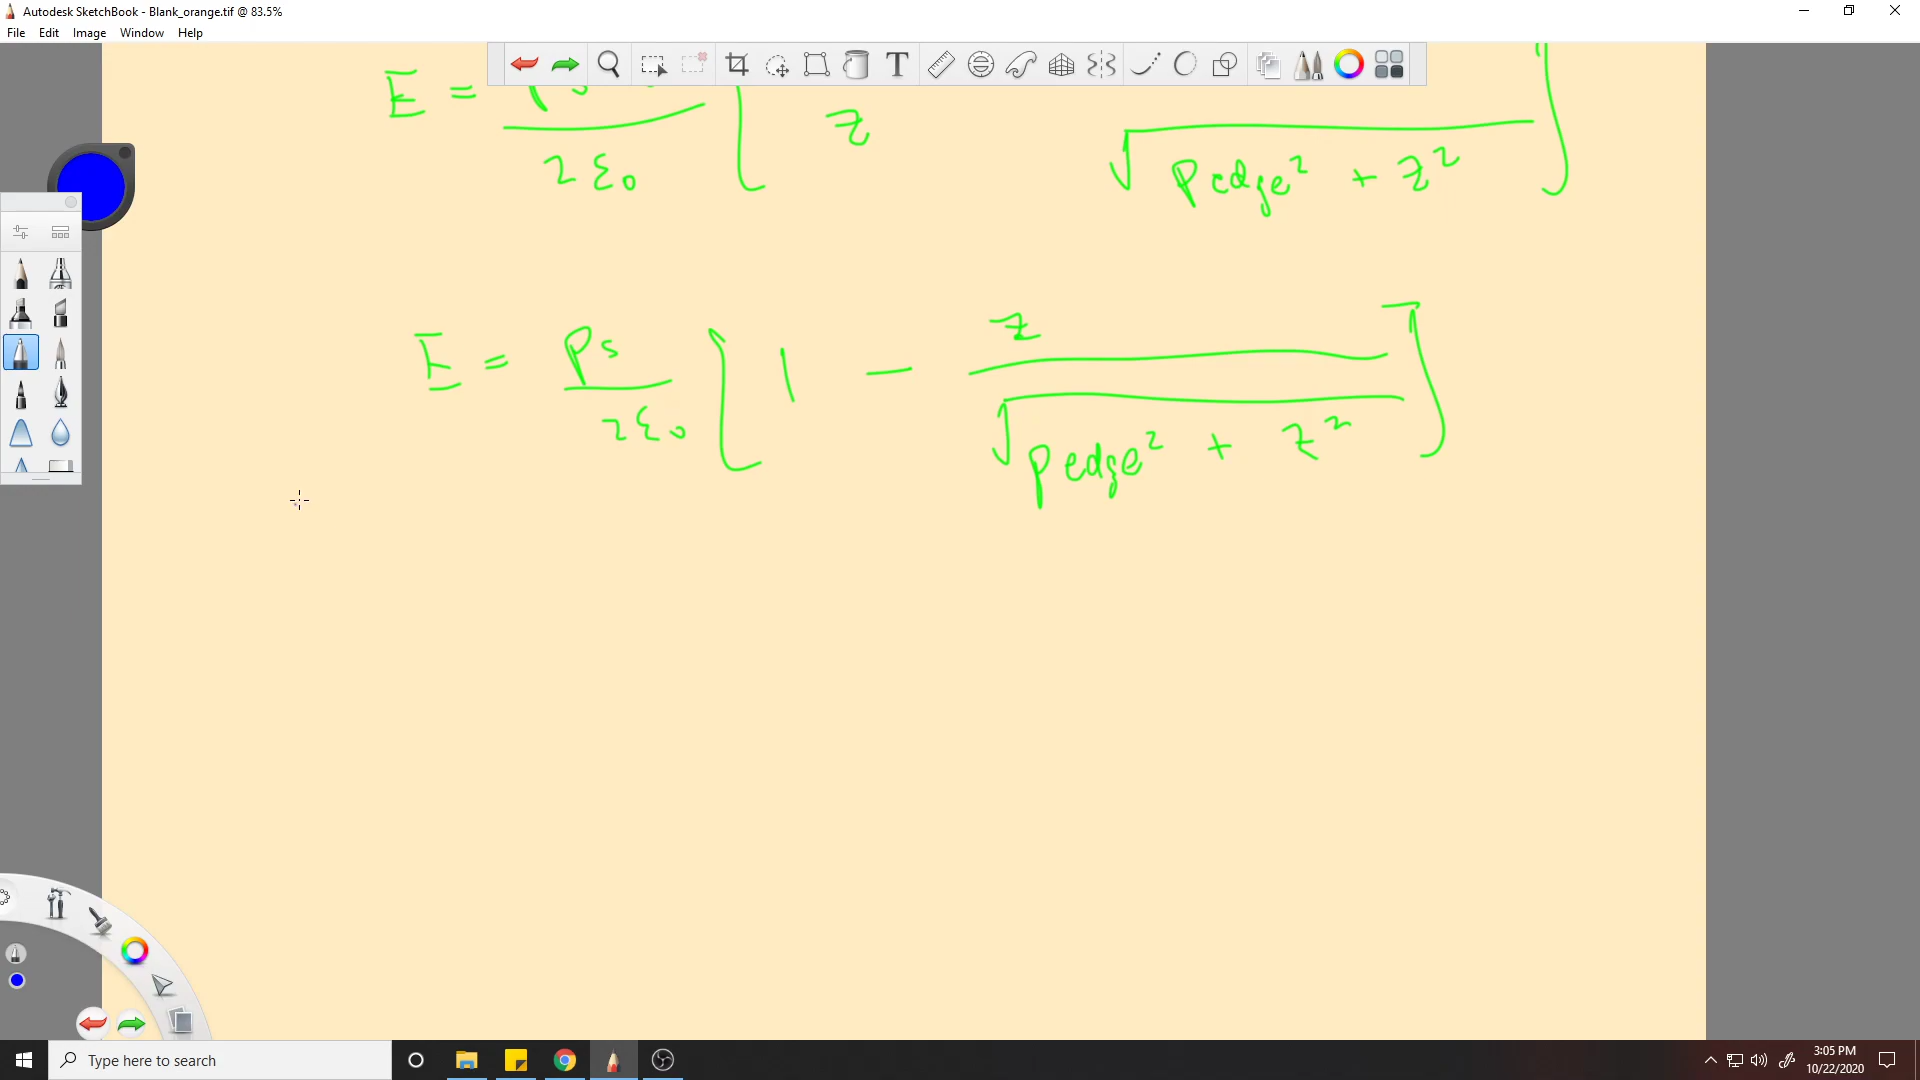 Autodesk SketchBook - Blank_orange.tif @ 83.5%
File Edit Image Window Help
E =
2ε₀ [ z √(ρedge² + z²) ]
E = ρs / 2ε₀ [ 1 - z / √(ρedge² + z²) ]
Type here to search
3:05 PM
10/22/2020